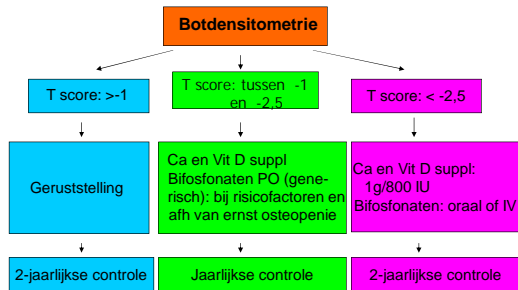 Botdensitometrie
T score: >-1
T score: tussen -1
en -2,5
T score: < -2,5
Geruststelling
Ca en Vit D suppl
Bifosfonaten PO (gene-
risch): bij risicofactoren en
afh van ernst osteopenie
Ca en Vit D suppl:
1g/800 IU
Bifosfonaten: oraal of IV
2-jaarlijkse controle
Jaarlijkse controle
2-jaarlijkse controle